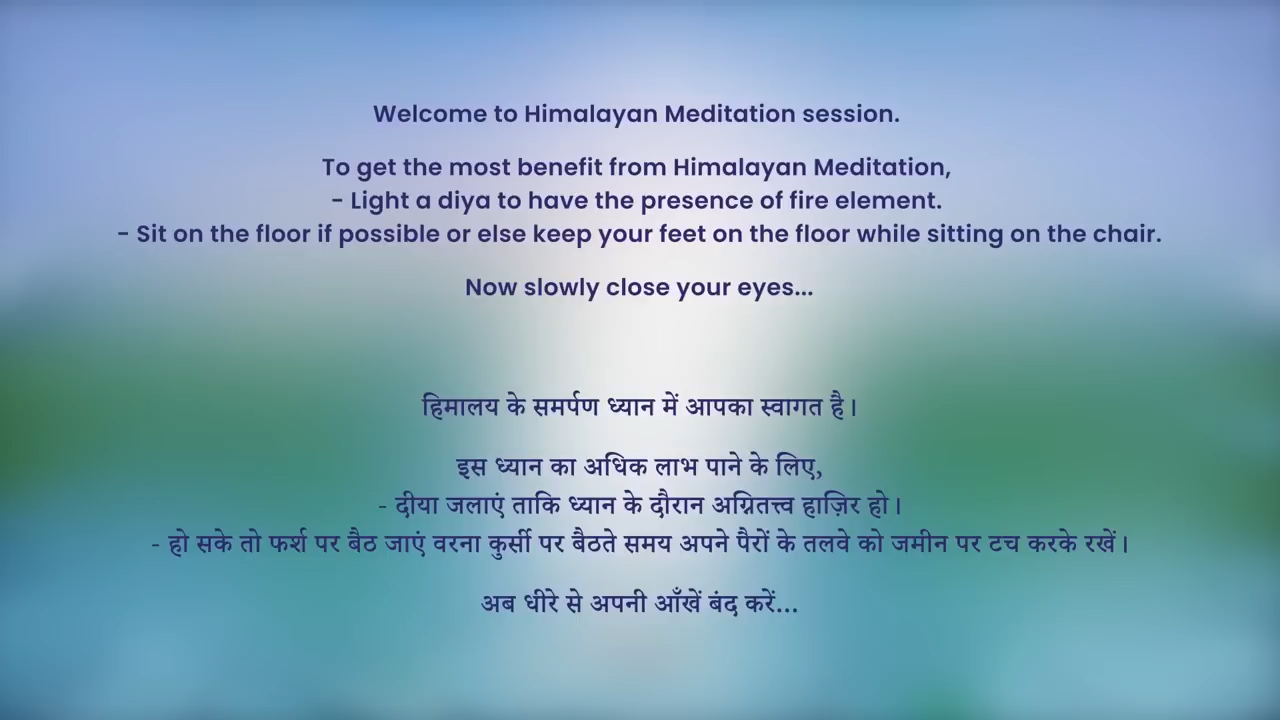 Welcome to Himalayan Meditation session.
To get the most benefit from Himalayan Meditation,
- Light a diya to have the presence of fire element.
- Sit on the floor if possible or else keep your feet on the floor while sitting on the chair.
Now slowly close your eyes...
हिमालय के समर्पण ध्यान में आपका स्वागत है।
इस ध्यान का अधिक लाभ पाने के लिए,
- दीया जलाएं ताकि ध्यान के दौरान अग्नितत्त्व हाज़िर हो।
- हो सके तो फर्श पर बैठ जाएं वरना कुर्सी पर बैठते समय अपने पैरों के तलवे को जमीन पर टच करके रखें।
अब धीरे से अपनी आँखें बंद करें...